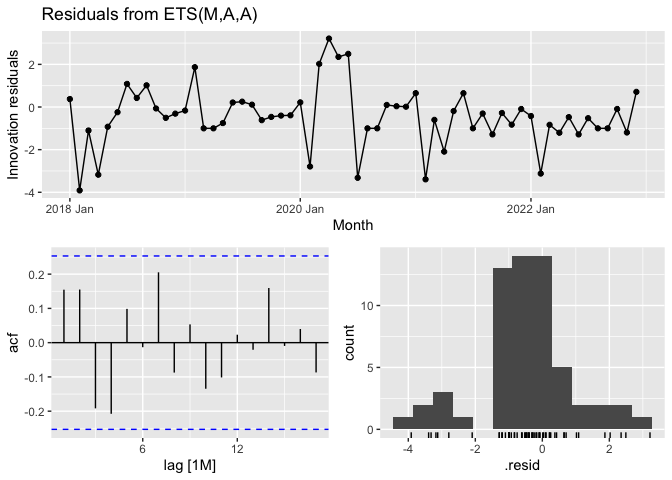 Residuals from ETS(M,A,A)
Innovation residuals
2
0
-2
-4
2018 Jan
2020 Jan
2022 Jan
Month
acf
0.2
0.1
0.0
-0.1
-0.2
6
12
lag [1M]
count
10
5
0
-4
-2
0
2
.resid